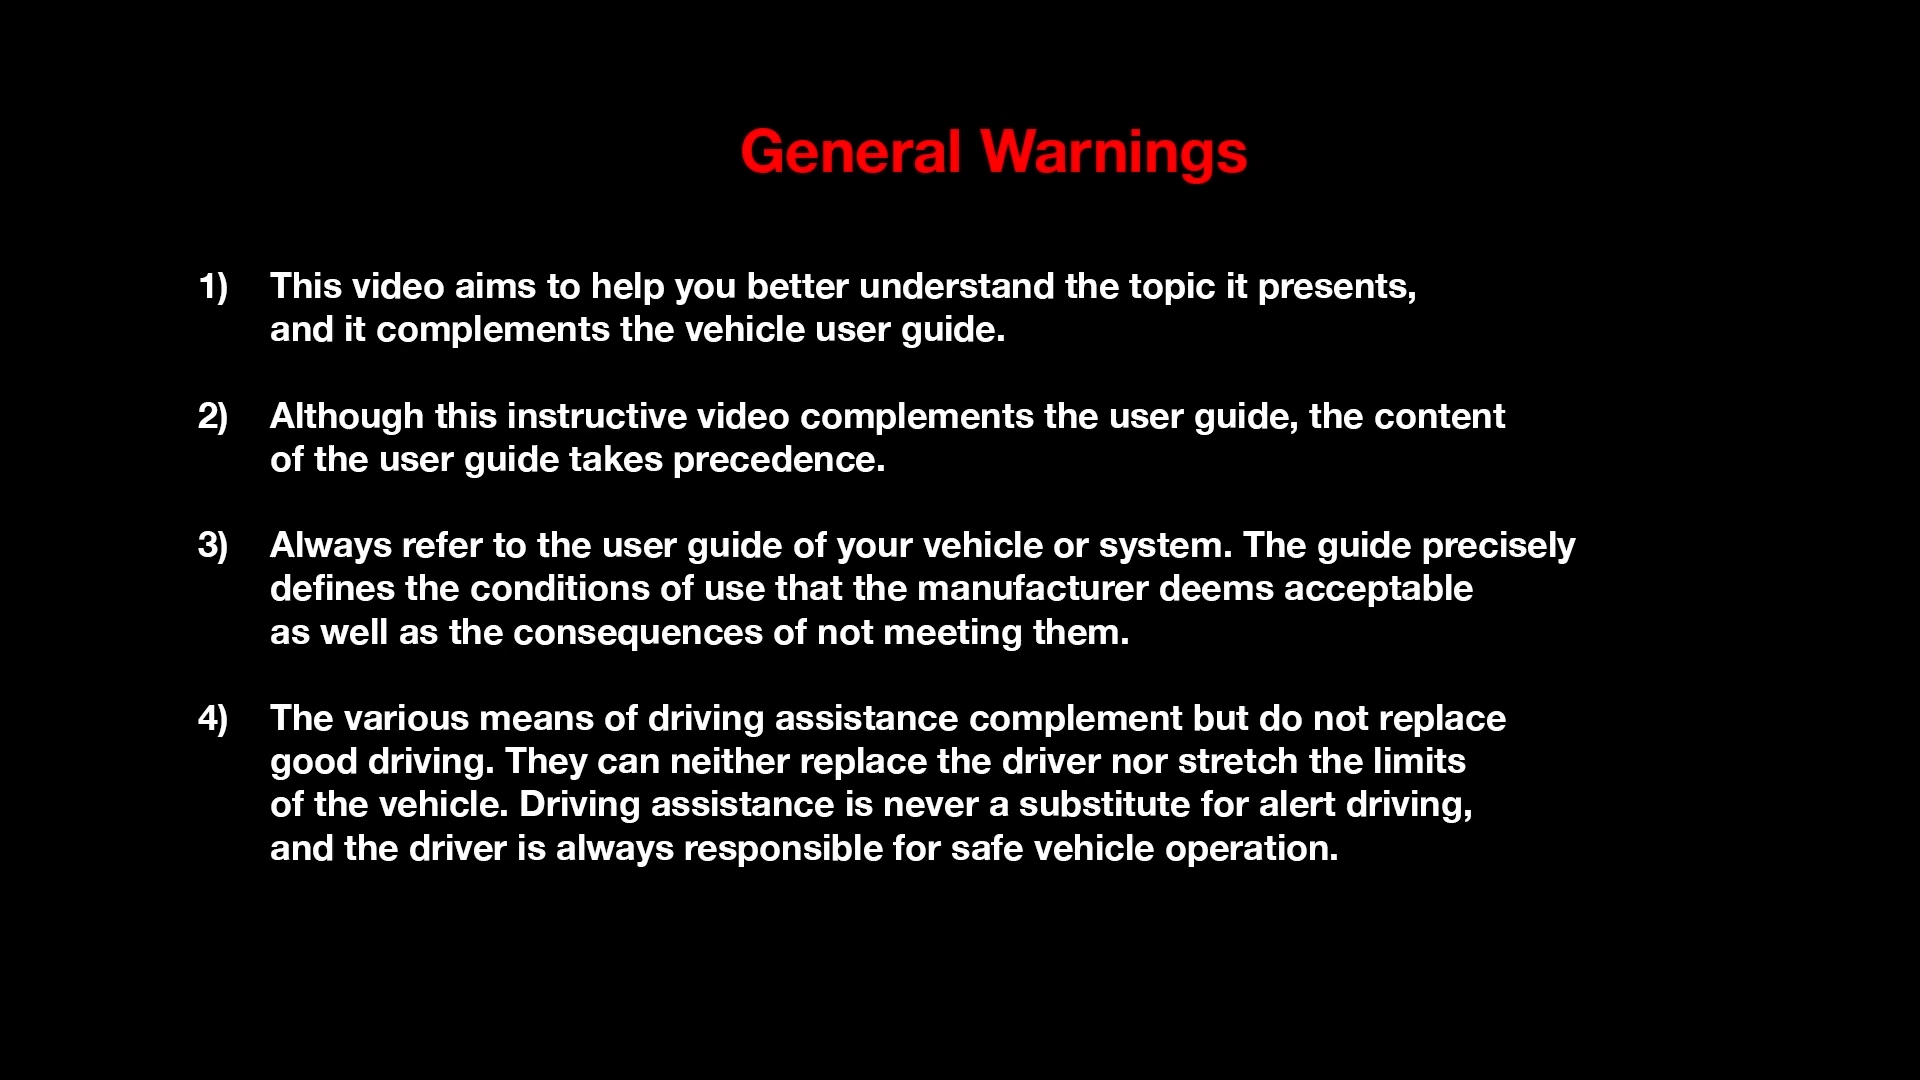 General Warnings
1) This video aims to help you better understand the topic it presents,
and it complements the vehicle user guide.
2) Although this instructive video complements the user guide, the content
of the user guide takes precedence.
3) Always refer to the user guide of your vehicle or system. The guide precisely
defines the conditions of use that the manufacturer deems acceptable
as well as the consequences of not meeting them.
4) The various means of driving assistance complement but do not replace
good driving. They can neither replace the driver nor stretch the limits
of the vehicle. Driving assistance is never a substitute for alert driving,
and the driver is always responsible for safe vehicle operation.